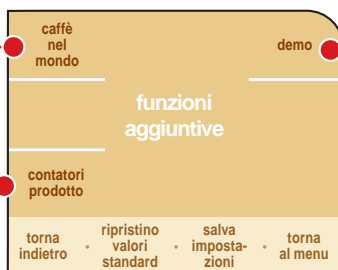 caffè
nel
mondo
demo
funzioni
aggiuntive
contatori
prodotto
torna
indietro
•
ripristino
valori
standard
•
salva
imposta-
zioni
•
torna
al menu